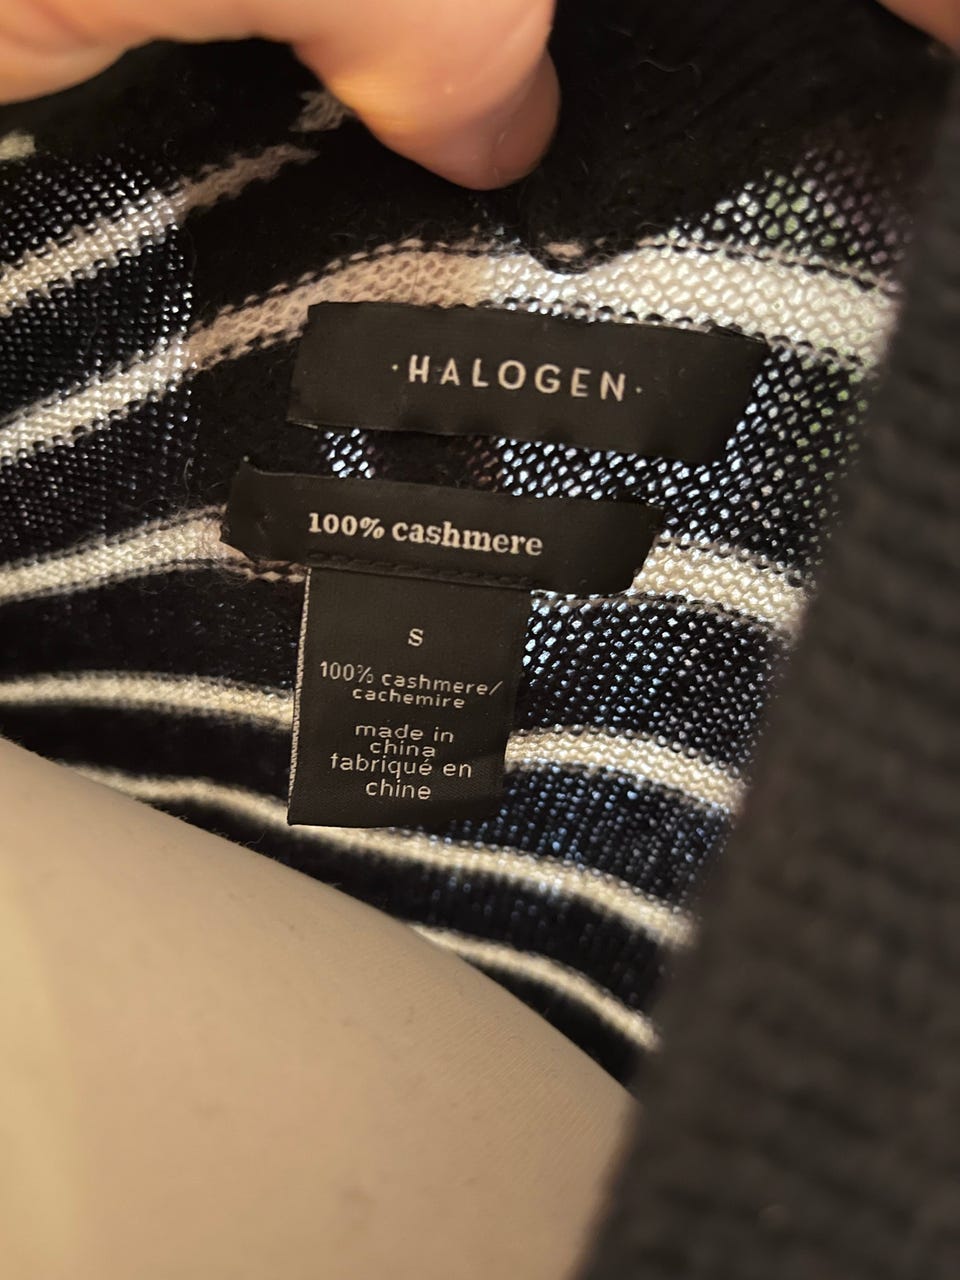 ·HALOGEN·
100% cashmere
S
100% cashmere/
cachemire
made in
china
fabriqué en
chine